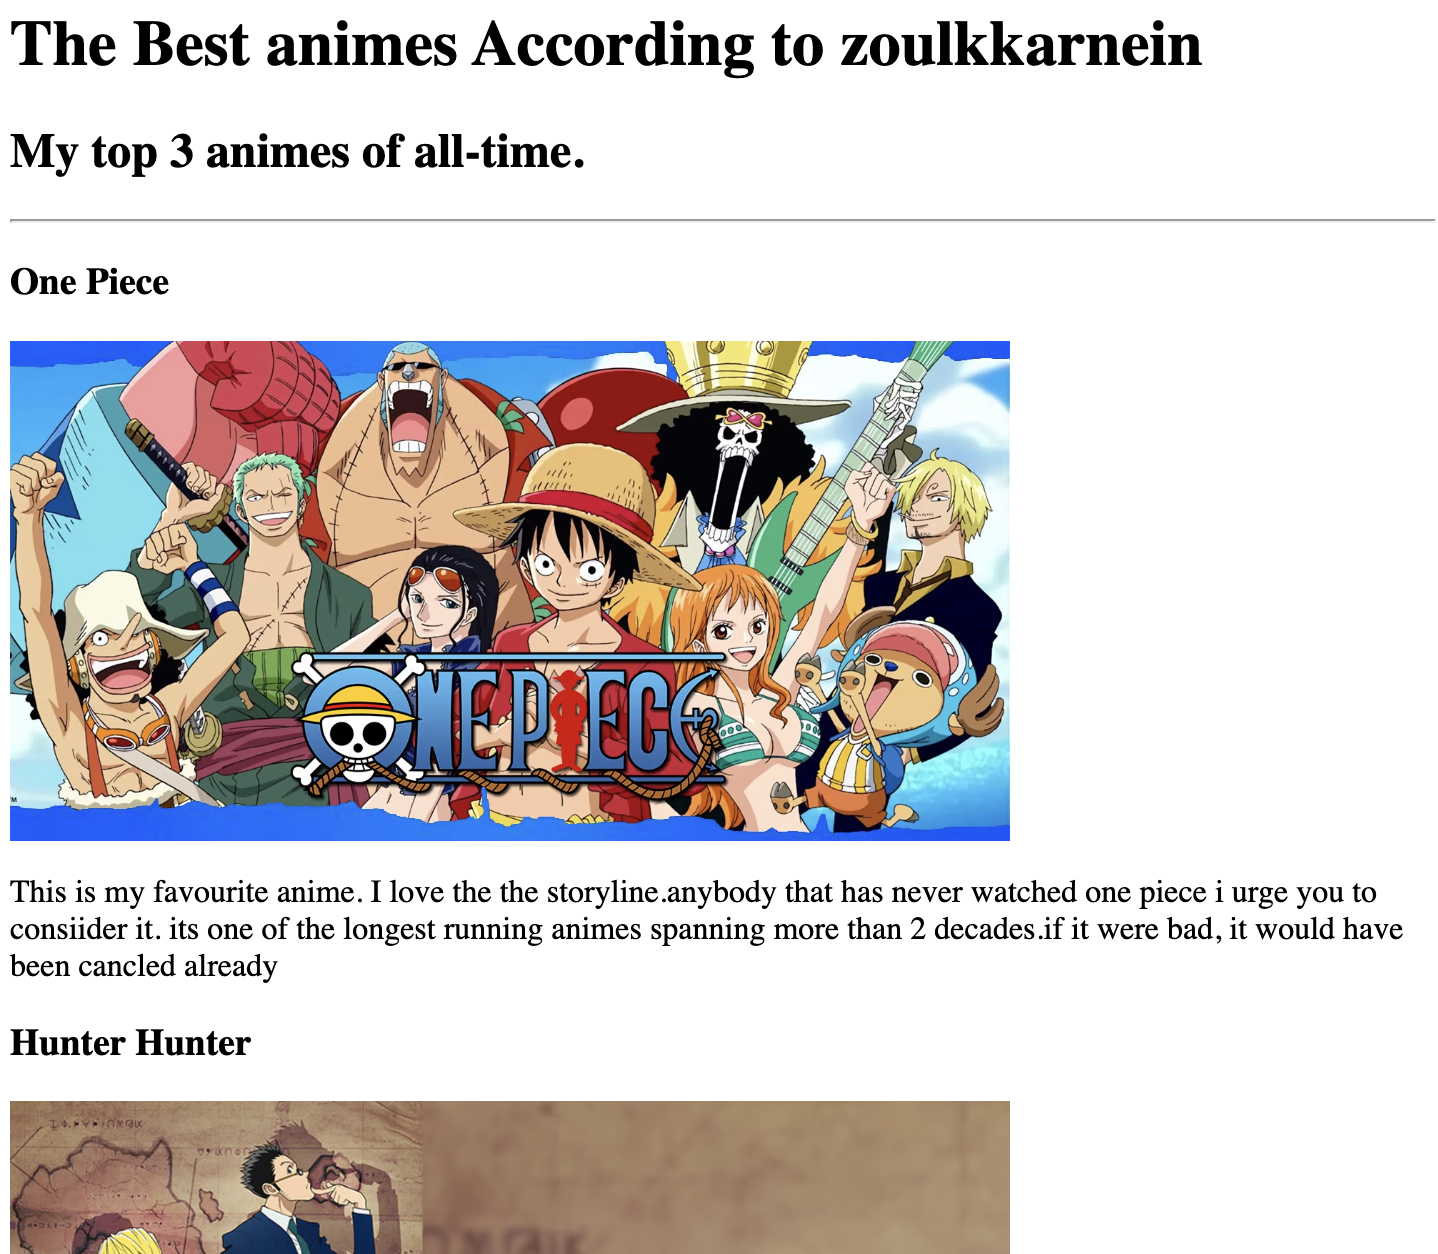 The Best animes According to zoulkkarnein
My top 3 animes of all-time.
One Piece
ONE PIECE
This is my favourite anime. I love the the storyline.anybody that has never watched one piece i urge you to
consiider it. its one of the longest running animes spanning more than 2 decades.if it were bad, it would have
been cancled already
Hunter Hunter